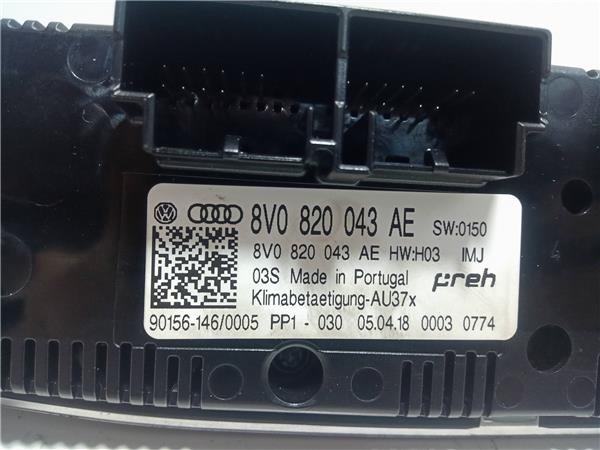 8V0 820 043 AE SW:0150
8V0 820 043 AE HW:H03 IMJ
03S Made in Portugal preh
Klimabetaetigung-AU37x
90156-146/0005 PP1 - 030 05.04.18 0003 0774